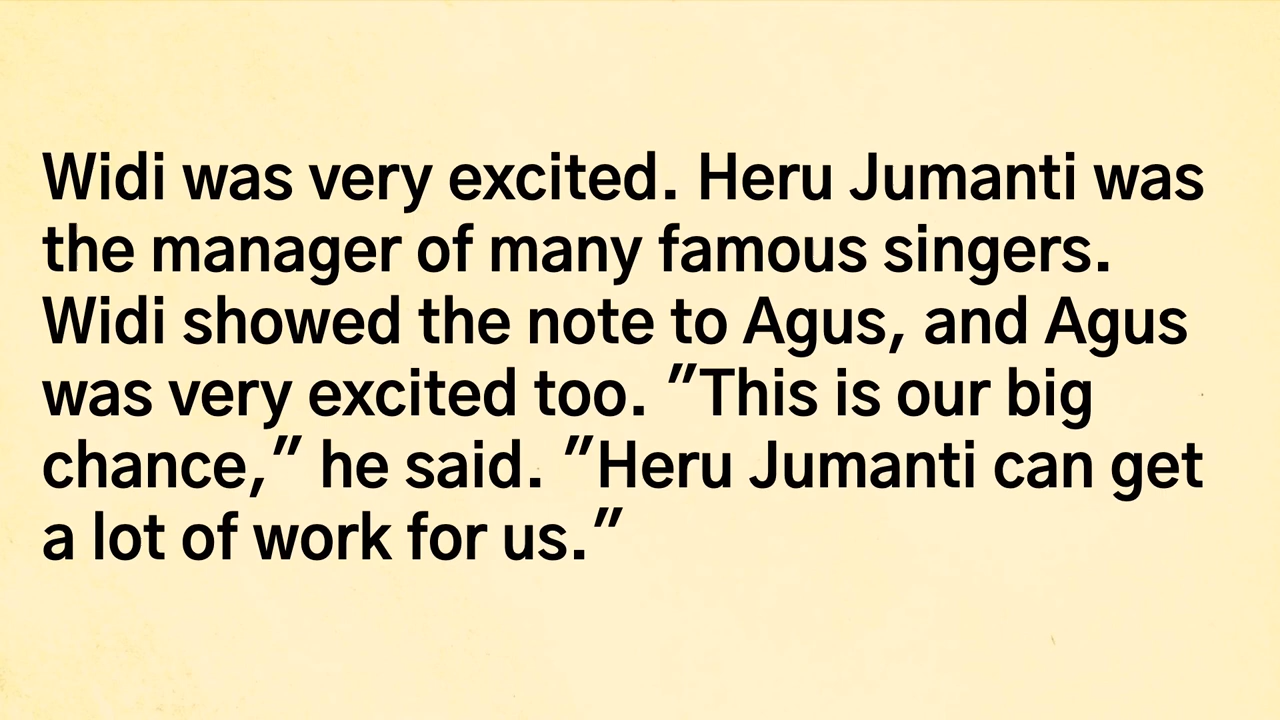 Widi was very excited. Heru Jumanti was
the manager of many famous singers.
Widi showed the note to Agus, and Agus
was very excited too. "This is our big
chance," he said. "Heru Jumanti can get
a lot of work for us."